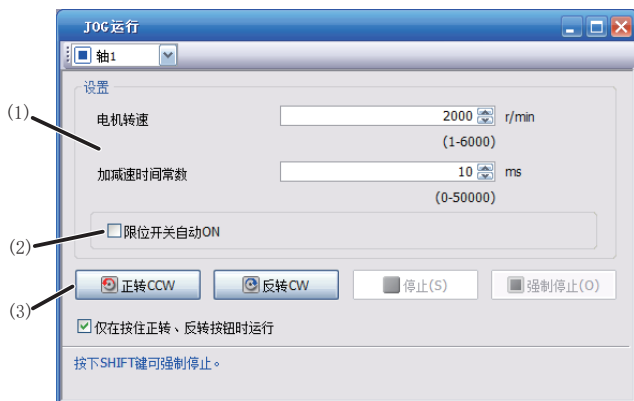 JOG运行
轴1
设置
(1)
电机转速 2000 r/min
(1-6000)
加减速时间常数 10 ms
(0-50000)
(2)
限位开关自动ON
(3)
正转CCW 反转CW 停止(S) 强制停止(O)
仅在按住正转、反转按钮时运行
按下SHIFT键可强制停止。